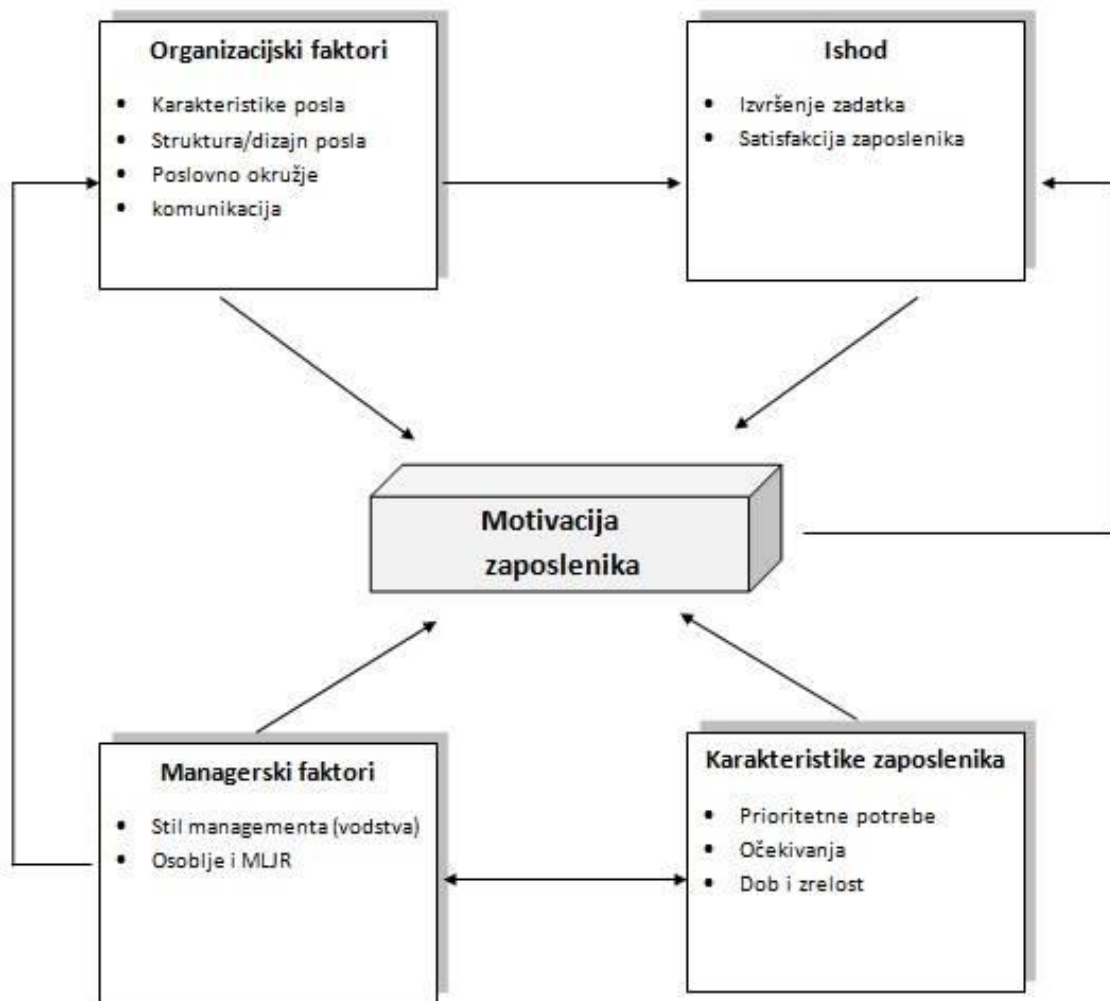 Organizacijski faktori
• Karakteristike posla
• Struktura/dizajn posla
• Poslovno okružje
• komunikacija
Ishod
• Izvršenje zadatka
• Satisfakcija zaposlenika
Motivacija
zaposlenika
Managerski faktori
• Stil managementa (vodstva)
• Osoblje i MLJR
Karakteristike zaposlenika
• Prioritetne potrebe
• Očekivanja
• Dob i zrelost